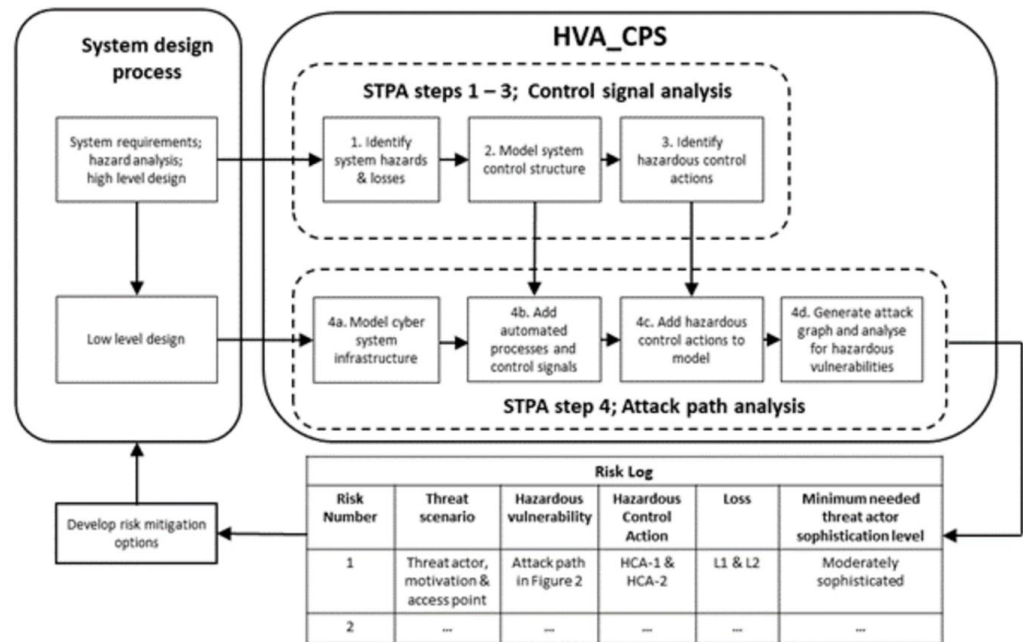 System design
process
System requirements;
hazard analysis;
high level design
Low level design
Develop risk mitigation
options
HVA_CPS
STPA steps 1 – 3; Control signal analysis
1. Identify
system hazards
& losses
2. Model system
control structure
3. Identify
hazardous control
actions
4a. Model cyber
system
infrastructure
4b. Add
automated
processes and
control signals
4c. Add hazardous
control actions to
model
4d. Generate attack
graph and analyse
for hazardous
vulnerabilities
STPA step 4; Attack path analysis
Risk Log
Risk
Number
Threat
scenario
Hazardous
vulnerability
Hazardous
Control
Action
Loss
Minimum needed
threat actor
sophistication level
1
Threat actor,
motivation &
access point
Attack path
in Figure 2
HCA-1 &
HCA-2
L1 & L2
Moderately
sophisticated
2
...
...
...
...
...